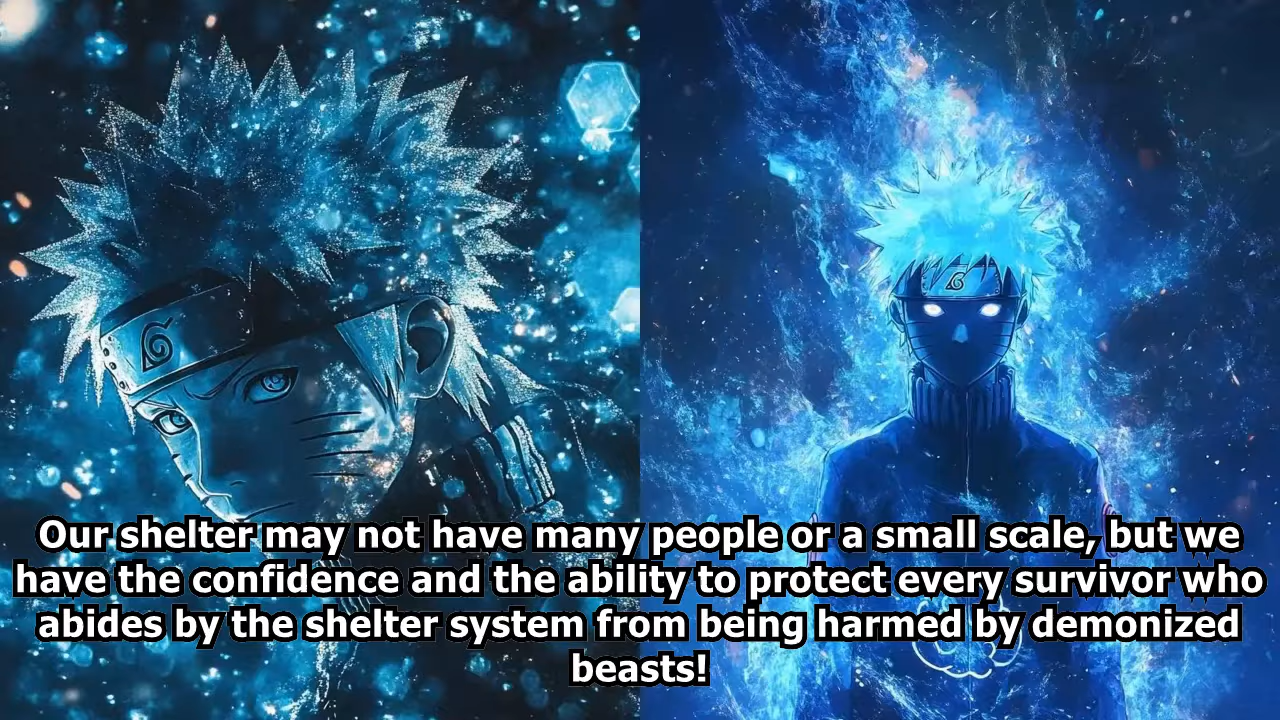 Our shelter may not have many people or a small scale, but we
have the confidence and the ability to protect every survivor who
abides by the shelter system from being harmed by demonized
beasts!